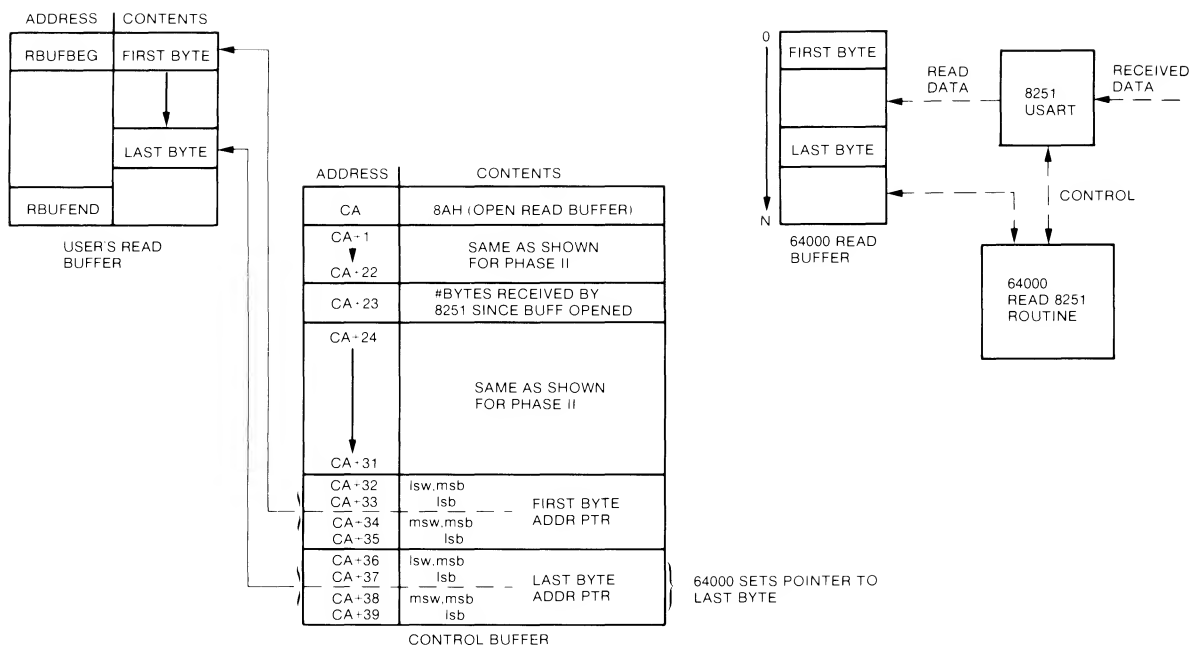 ADDRESS CONTENTS
RBUFBEG FIRST BYTE
LAST BYTE
RBUFEND
USER'S READ
BUFFER
ADDRESS CONTENTS
CA 8AH (OPEN READ BUFFER)
CA+1
CA+22
SAME AS SHOWN
FOR PHASE II
CA+23
#BYTES RECEIVED BY
8251 SINCE BUFF OPENED
CA+24
CA+31
SAME AS SHOWN
FOR PHASE II
CA+32 lsw,msb
CA+33 lsb
CA+34 msw,msb
CA+35 lsb
FIRST BYTE
ADDR PTR
CA+36 lsw,msb
CA+37 lsb
CA+38 msw,msb
CA+39 lsb
LAST BYTE
ADDR PTR
64000 SETS POINTER TO
LAST BYTE
CONTROL BUFFER
0
N
FIRST BYTE
LAST BYTE
64000 READ
BUFFER
READ
DATA
8251
USART
RECEIVED
DATA
CONTROL
64000
READ 8251
ROUTINE